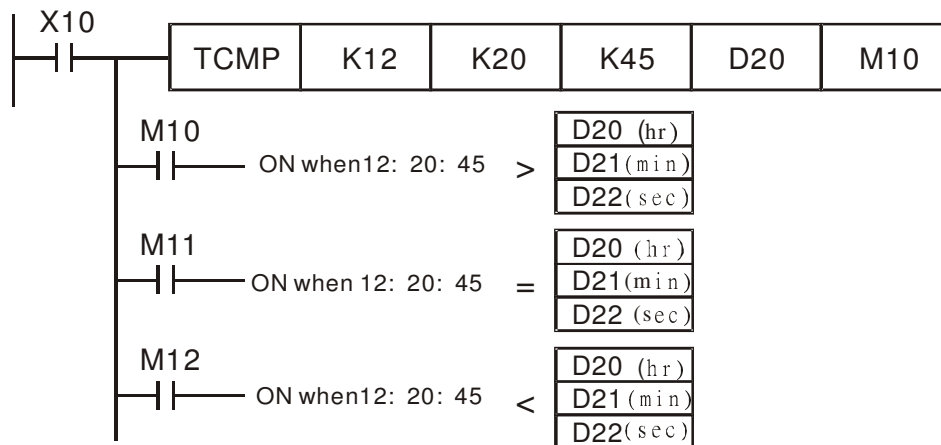 X10
TCMP K12 K20 K45 D20 M10
M10
ON when12: 20: 45 >
D20 (hr)
D21(min)
D22(sec)
M11
ON when 12: 20: 45 =
D20 (hr)
D21(min)
D22 (sec)
M12
ON when12: 20: 45 <
D20 (hr)
D21(min)
D22(sec)